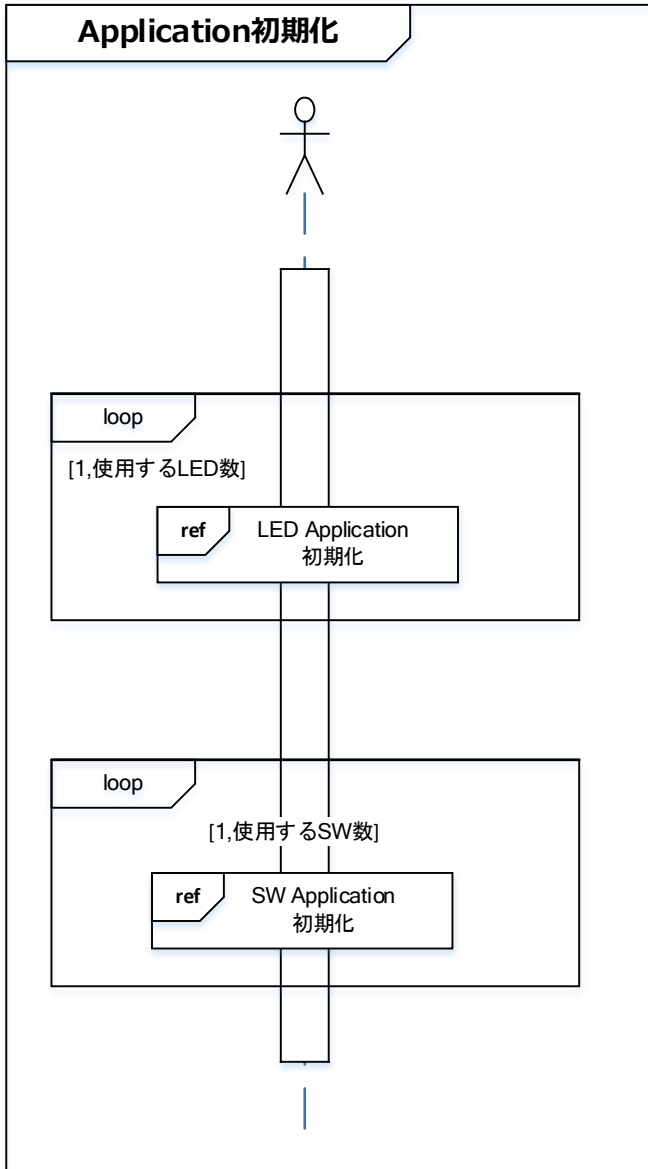 Application初期化
loop
[1,使用するLED数]
ref
LED Application
初期化
loop
[1,使用するSW数]
ref
SW Application
初期化